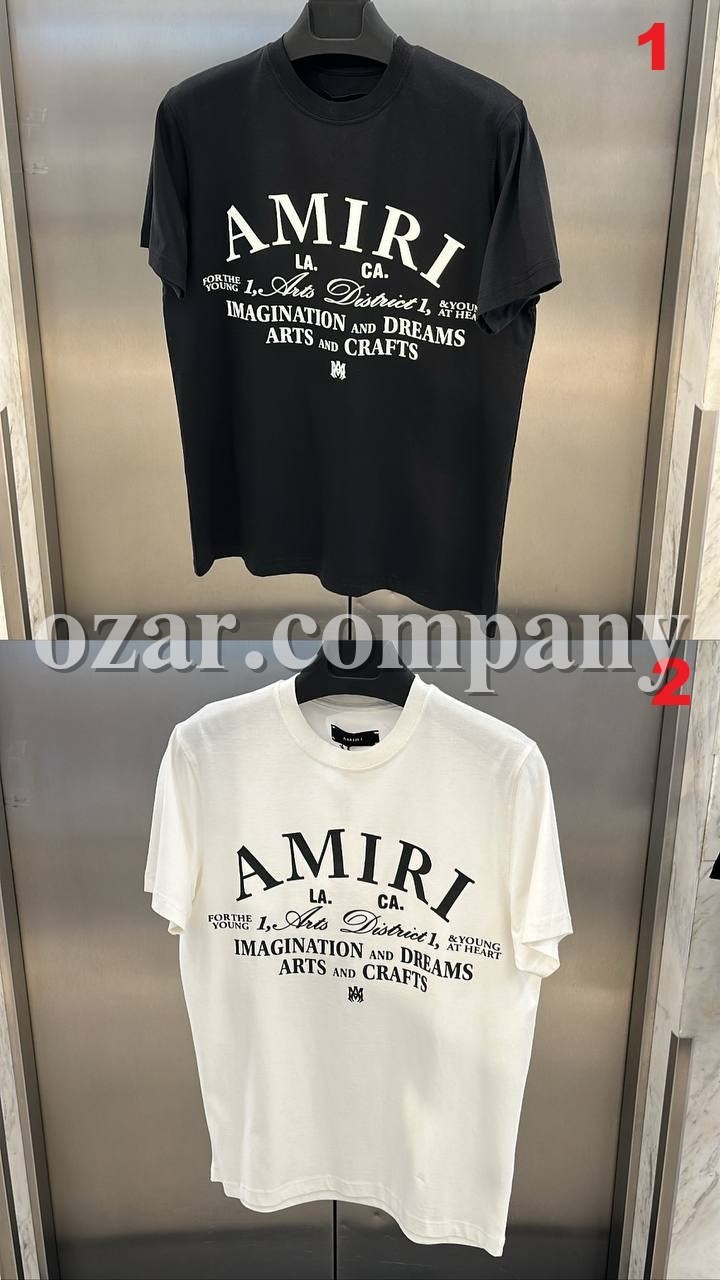 1
AMIRI
LA. CA.
FOR THE YOUNG 1, Arts District 1, & YOUN AT HEA
IMAGINATION AND DREAMS
ARTS AND CRAFTS
ozar.company
2
AMIRI
AMIRI
LA. CA.
FOR THE YOUNG 1, Arts District 1, & YOUNG AT HEART
IMAGINATION AND DREAMS
ARTS AND CRAFTS